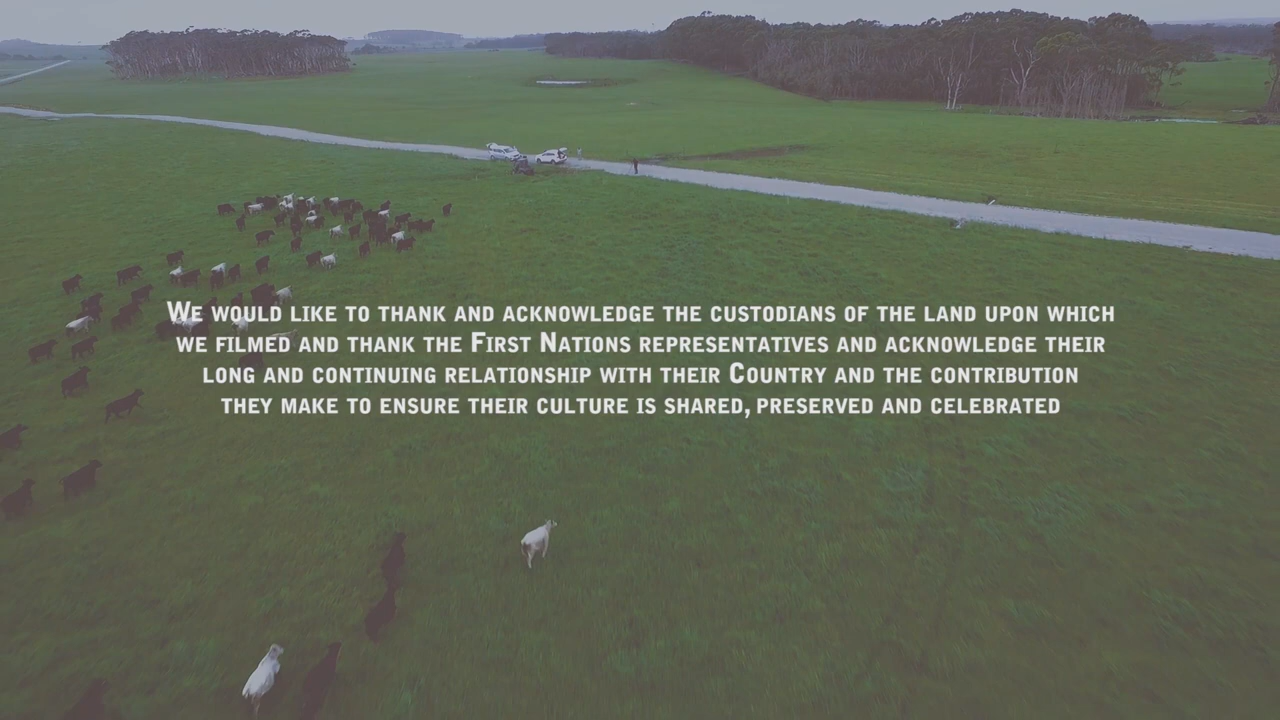 We would like to thank and acknowledge the custodians of the land upon which
we filmed and thank the First Nations representatives and acknowledge their
long and continuing relationship with their Country and the contribution
they make to ensure their culture is shared, preserved and celebrated